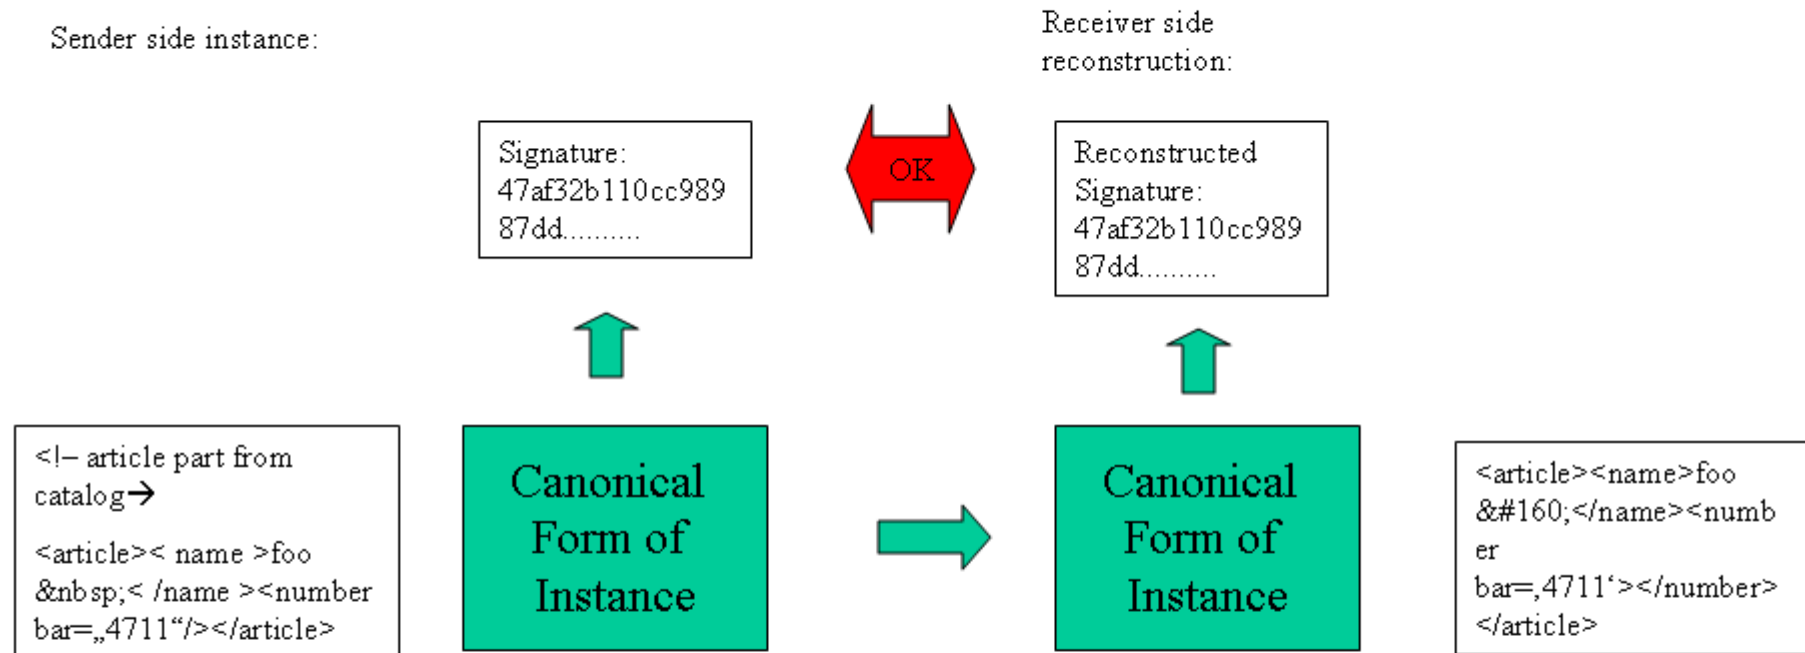 Sender side instance:
Receiver side
reconstruction:
Signature:
47af32b110cc989
87dd..........
OK
Reconstructed
Signature:
47af32b110cc989
87dd..........
<!– article part from
catalog→
<article>< name >foo
&nbsp;< /name ><number
bar=„4711“/></article>
Canonical
Form of
Instance
Canonical
Form of
Instance
<article><name>foo
&#160;</name><numb
er
bar=‚4711‘></number>
</article>